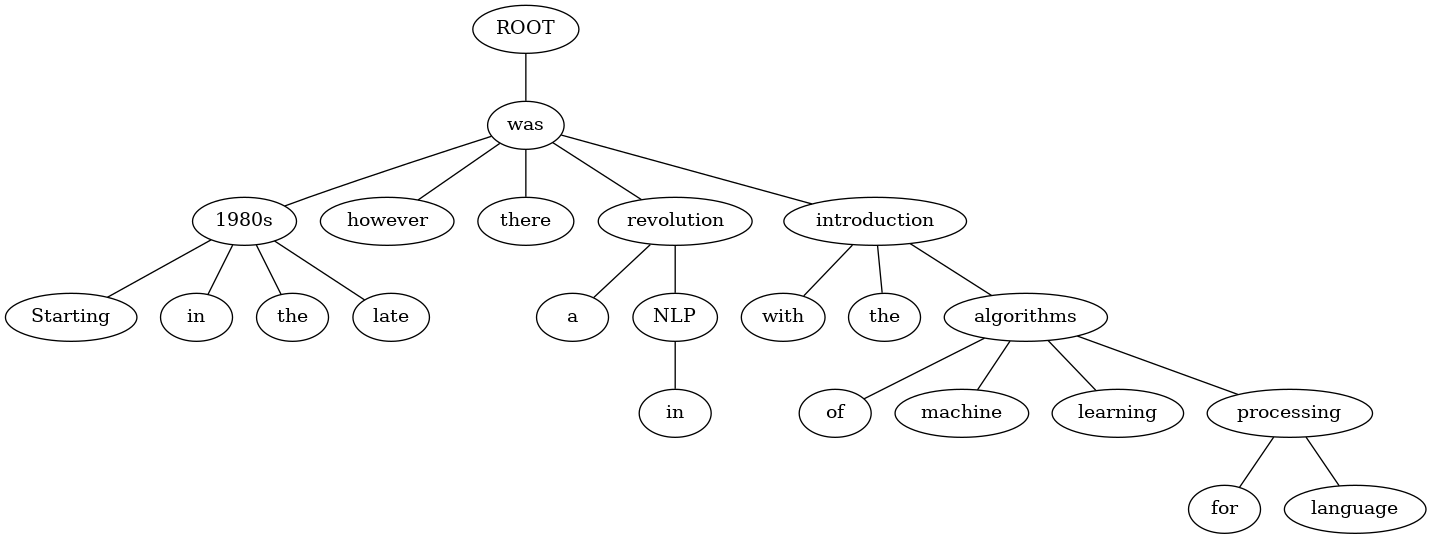 ROOT
was
1980s however there revolution introduction
Starting in the late a NLP with the algorithms
in of machine learning processing
for language